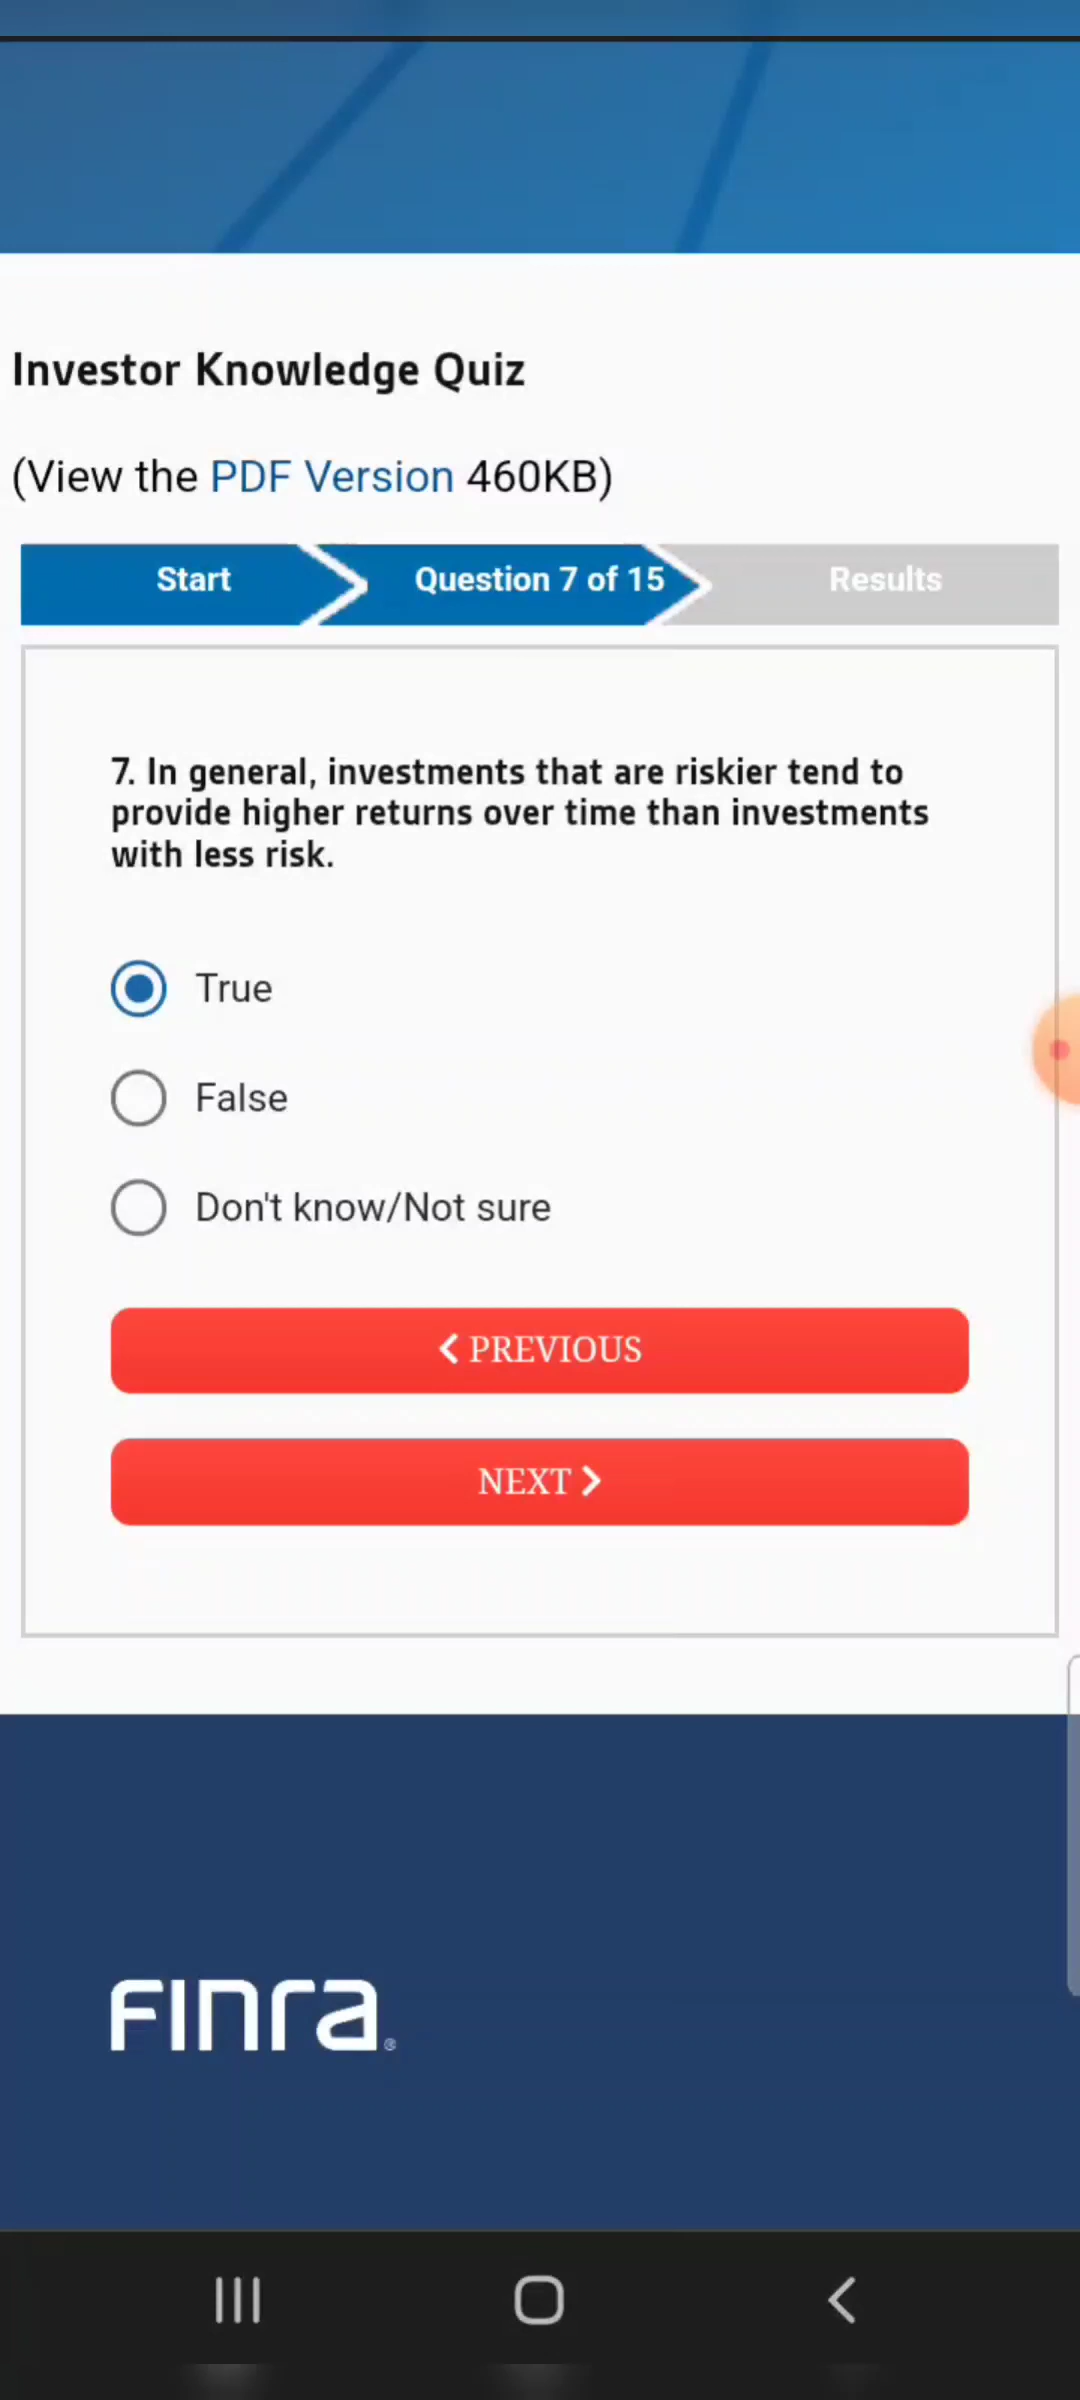 Investor Knowledge Quiz
(View the PDF Version 460KB)
Start
Question 7 of 15
Results
7. In general, investments that are riskier tend to
provide higher returns over time than investments
with less risk.
True
False
Don't know/Not sure
PREVIOUS
NEXT
FINra®